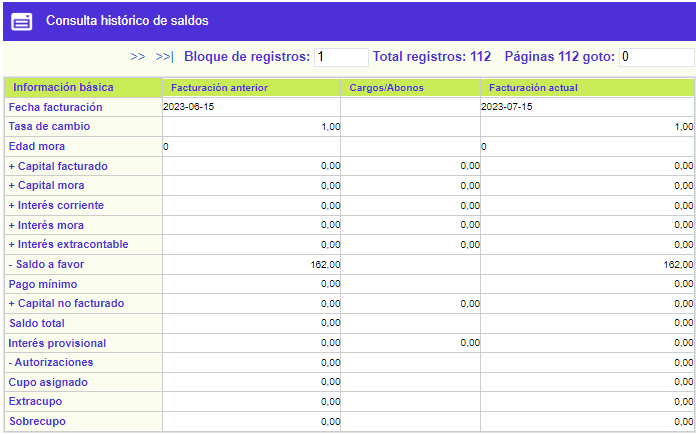 Consulta histórico de saldos
>> >>| Bloque de registros: 1 Total registros: 112 Páginas 112 goto: 0
Información básica Facturación anterior Cargos/Abonos Facturación actual
Fecha facturación 2023-06-15 2023-07-15
Tasa de cambio 1,00 1,00
Edad mora 0 0
+ Capital facturado 0,00 0,00 0,00
+ Capital mora 0,00 0,00 0,00
+ Interés corriente 0,00 0,00 0,00
+ Interés mora 0,00 0,00 0,00
+ Interés extracontable 0,00 0,00 0,00
- Saldo a favor 162,00 162,00
Pago mínimo 0,00 0,00
+ Capital no facturado 0,00 0,00 0,00
Saldo total 0,00 0,00
Interés provisional 0,00 0,00 0,00
- Autorizaciones 0,00 0,00
Cupo asignado 0,00 0,00
Extracupo 0,00 0,00
Sobrecupo 0,00 0,00